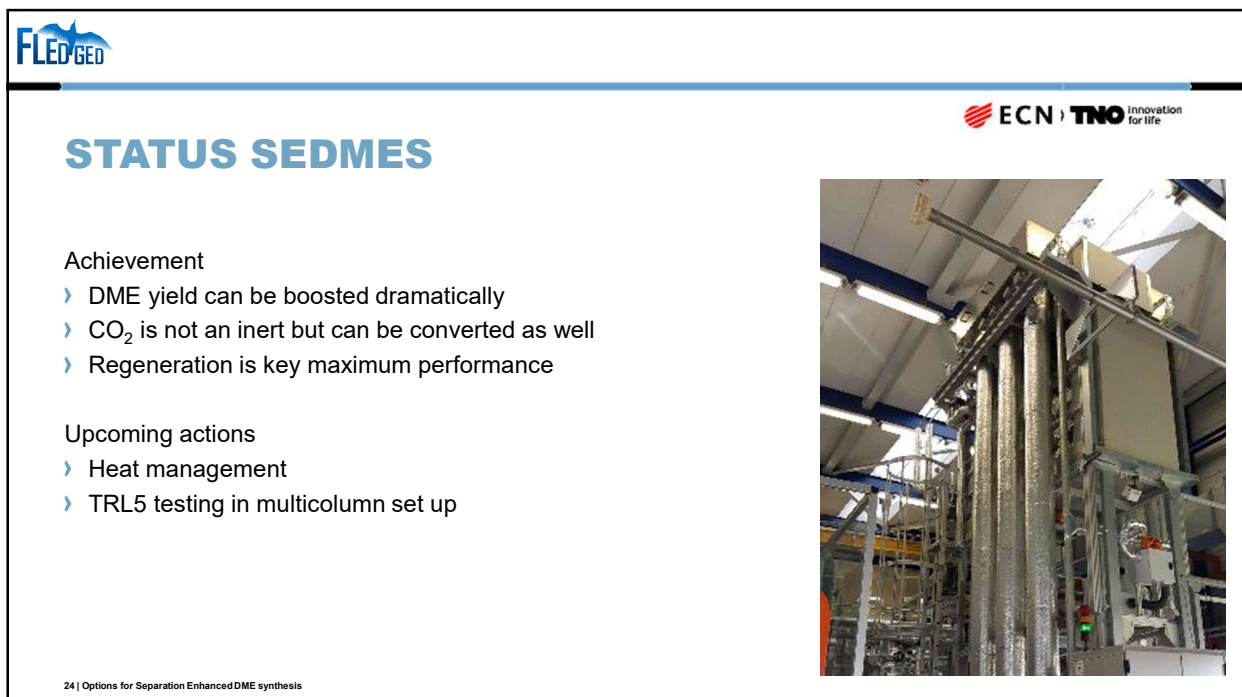 FLEDGED
ECN › TNO innovation for life
STATUS SEDMES
Achievement
› DME yield can be boosted dramatically
› CO₂ is not an inert but can be converted as well
› Regeneration is key maximum performance
Upcoming actions
› Heat management
› TRL5 testing in multicolumn set up
24 | Options for Separation Enhanced DME synthesis